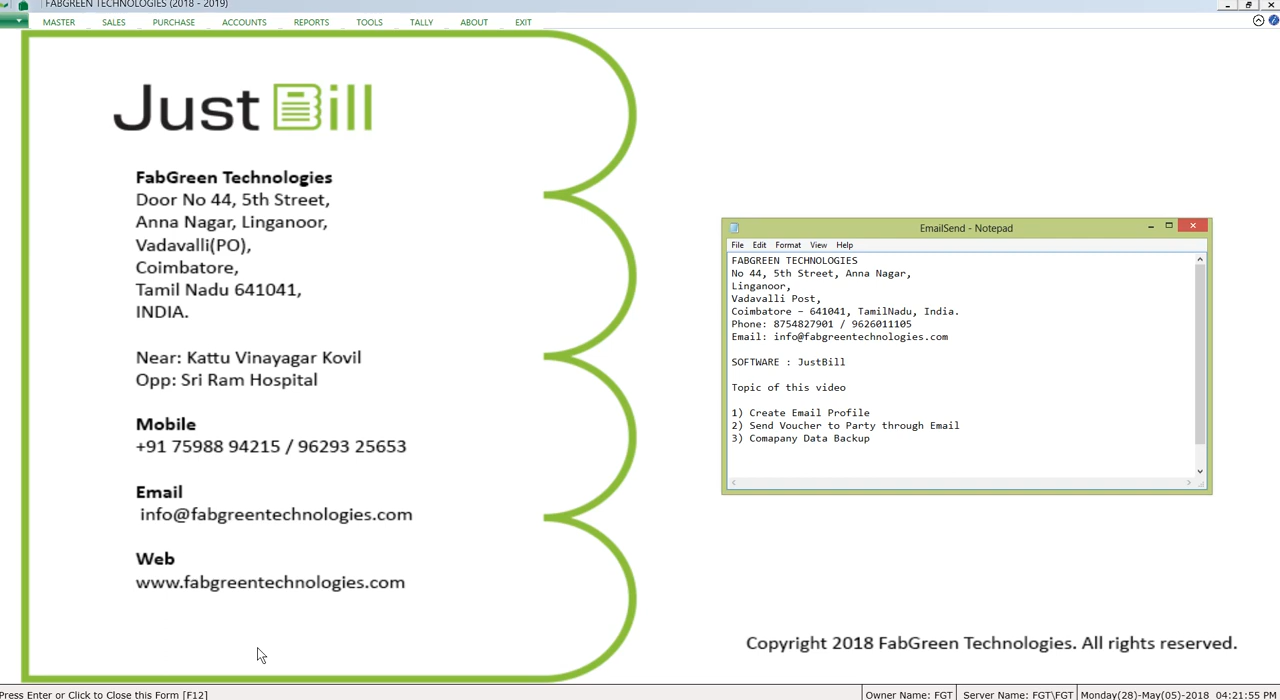 FABGREEN TECHNOLOGIES (2018 - 2019)
MASTER SALES PURCHASE ACCOUNTS REPORTS TOOLS TALLY ABOUT EXIT
Just Bill
FabGreen Technologies
Door No 44, 5th Street,
Anna Nagar, Linganoor,
Vadavalli(PO),
Coimbatore,
Tamil Nadu 641041,
INDIA.
Near: Kattu Vinayagar Kovil
Opp: Sri Ram Hospital
Mobile
+91 75988 94215 / 96293 25653
Email
info@fabgreentechnologies.com
Web
www.fabgreentechnologies.com
EmailSend - Notepad
File Edit Format View Help
FABGREEN TECHNOLOGIES
No 44, 5th Street, Anna Nagar,
Linganoor,
Vadavalli Post,
Coimbatore - 641041, TamilNadu, India.
Phone: 8754827901 / 9626011105
Email: info@fabgreentechnologies.com
SOFTWARE : JustBill
Topic of this video
1) Create Email Profile
2) Send Voucher to Party through Email
3) Comapany Data Backup
Copyright 2018 FabGreen Technologies. All rights reserved.
Press Enter or Click to Close this Form [F12]
Owner Name: FGT Server Name: FGT\FGT Monday(28)-May(05)-2018 04:21:55 PM